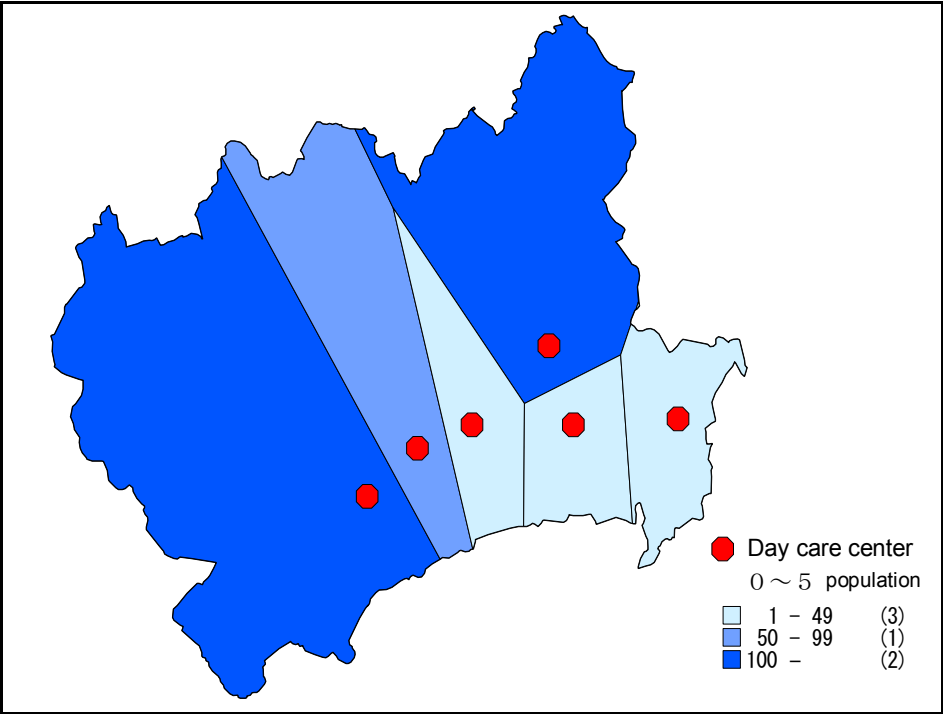 Day care center
０～５ population
1 － 49 (3)
50 － 99 (1)
100 － (2)